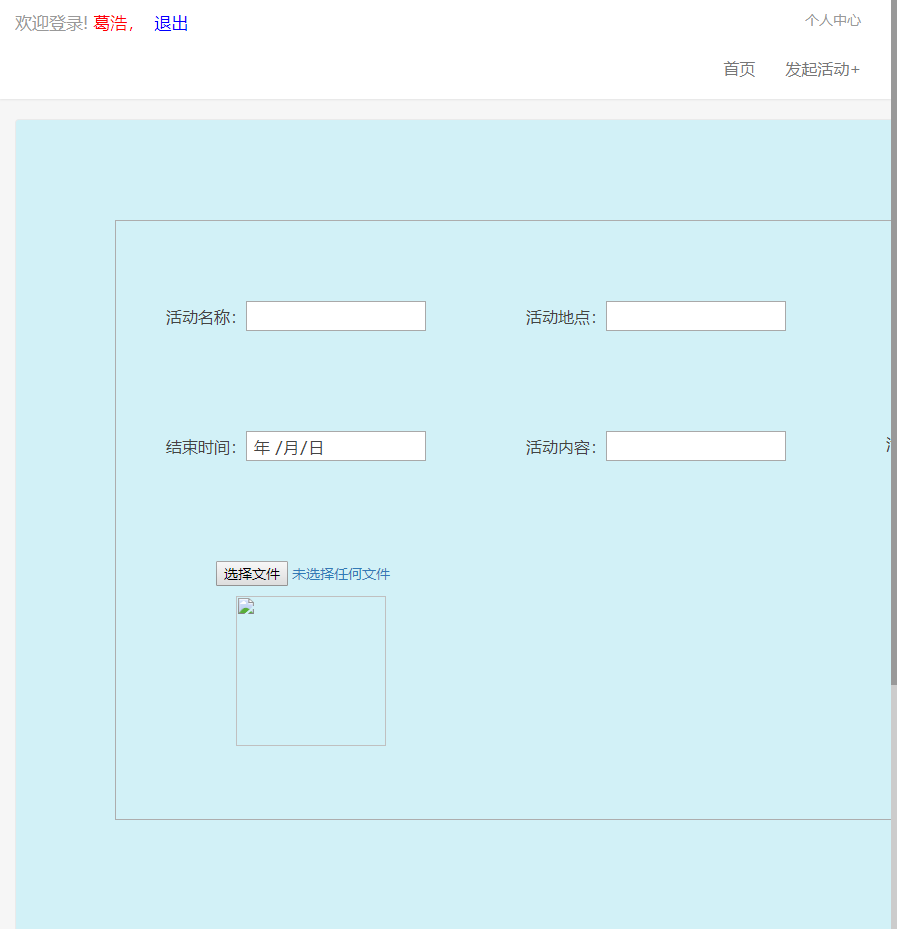 欢迎登录! 葛浩， 退出
个人中心
首页 发起活动+
活动名称： 活动地点：
结束时间： 年 /月/日 活动内容：
选择文件 未选择任何文件